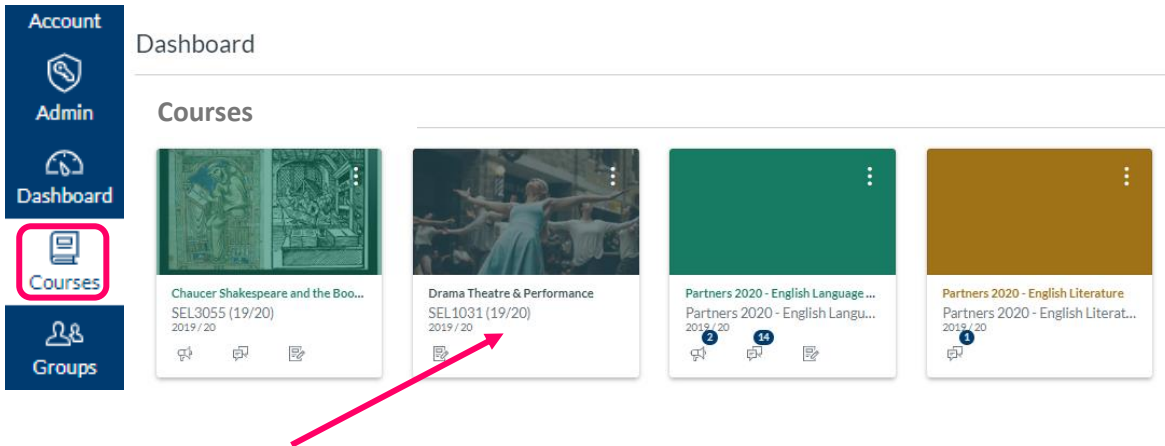 Account
Admin
Dashboard
Courses
Groups
Dashboard
Courses
Chaucer Shakespeare and the Boo...
SEL3055 (19/20)
2019/20
Drama Theatre & Performance
SEL1031 (19/20)
2019/20
Partners 2020 - English Language ...
Partners 2020 - English Langu...
2019/20
2
14
Partners 2020 - English Literature
Partners 2020 - English Literat...
2019/20
1